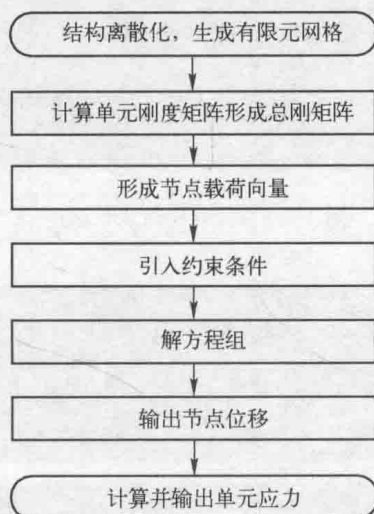 结构离散化，生成有限元网格
计算单元刚度矩阵形成总刚矩阵
形成节点载荷向量
引入约束条件
解方程组
输出节点位移
计算并输出单元应力